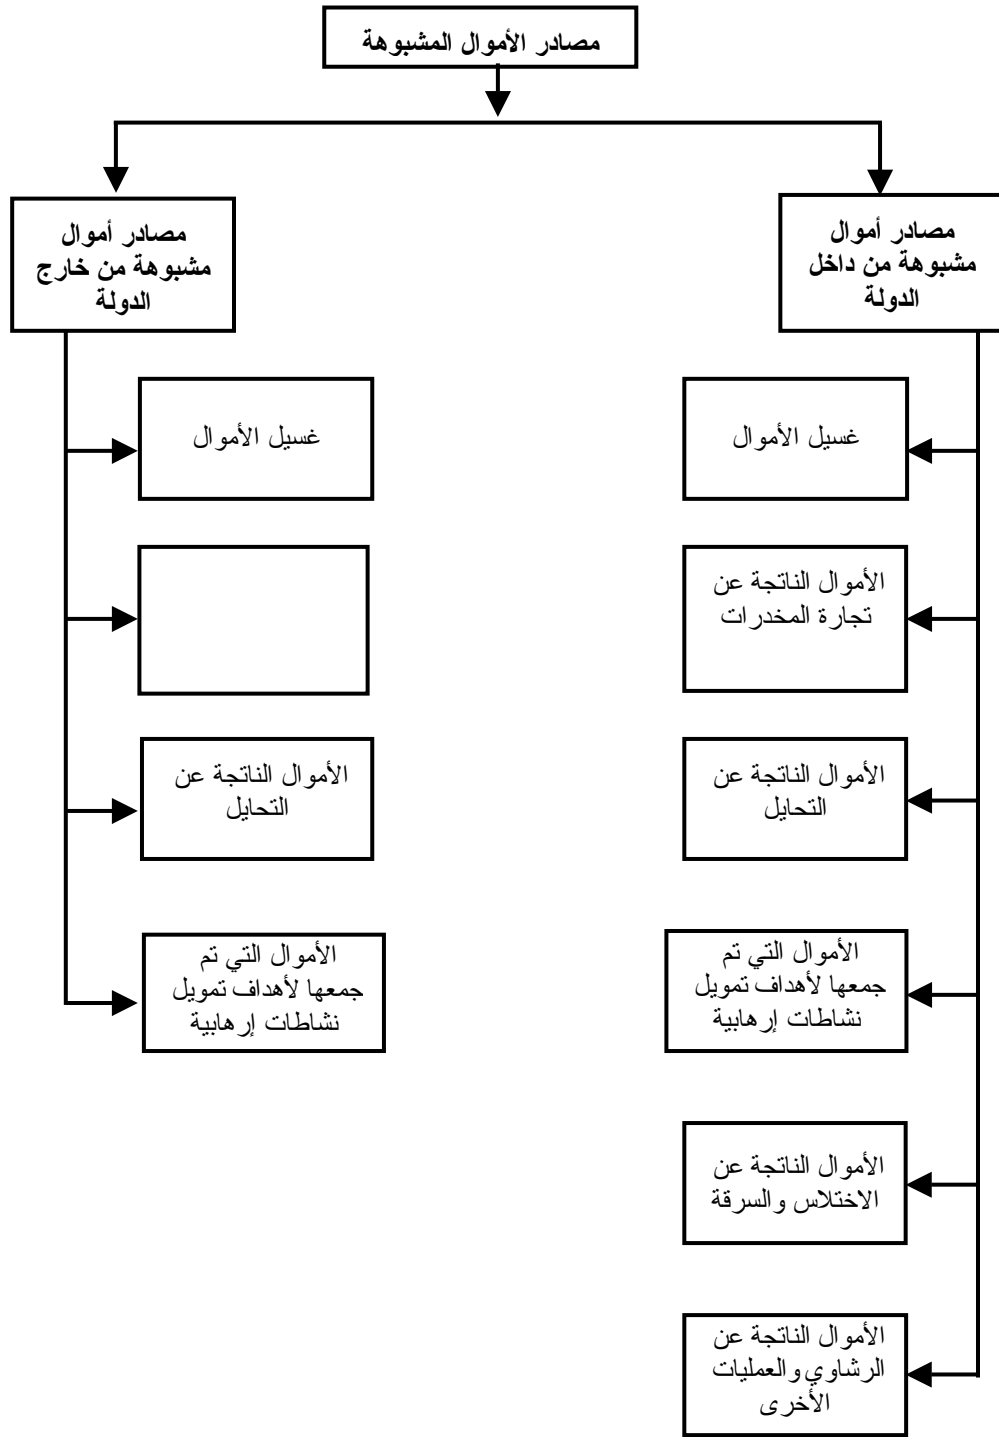 مصادر الأموال المشبوهة
مصادر أموال
مشبوهة من داخل
الدولة
غسيل الأموال
الأموال الناتجة عن
تجارة المخدرات
الأموال الناتجة عن
التحايل
الأموال التي تم
جمعها لأهداف تمويل
نشاطات إرهابية
الأموال الناتجة عن
الاختلاس والسرقة
الأموال الناتجة عن
الرشاوي والعمليات
الأخرى
مصادر أموال
مشبوهة من خارج
الدولة
غسيل الأموال
الأموال الناتجة عن
التحايل
الأموال التي تم
جمعها لأهداف تمويل
نشاطات إرهابية